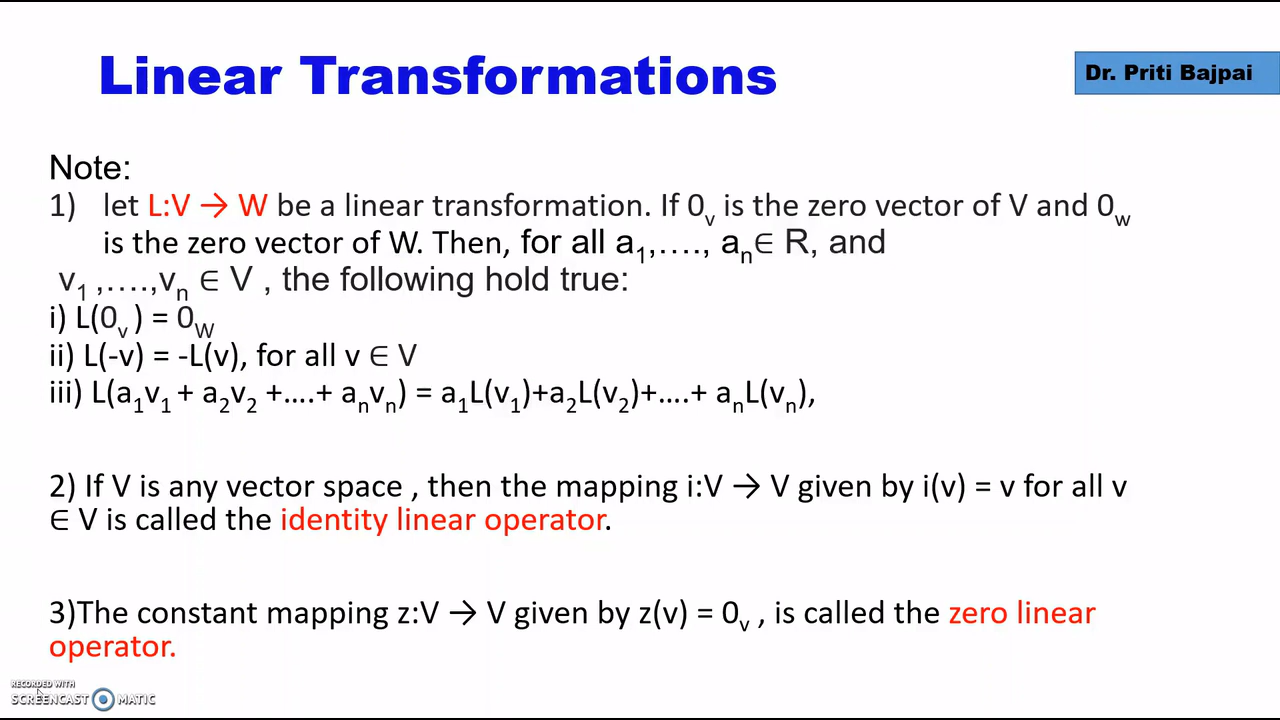 Linear Transformations
Dr. Priti Bajpai
Note:
1) let L:V → W be a linear transformation. If 0ᵥ is the zero vector of V and 0w
is the zero vector of W. Then, for all a₁,…., aₙ∈ R, and
v₁ ,….,vₙ ∈ V , the following hold true:
i) L(0ᵥ ) = 0W
ii) L(-v) = -L(v), for all v ∈ V
iii) L(a₁v₁ + a₂v₂ +….+ aₙvₙ) = a₁L(v₁)+a₂L(v₂)+….+ aₙL(vₙ),
2) If V is any vector space , then the mapping i:V → V given by i(v) = v for all v
∈ V is called the identity linear operator.
3)The constant mapping z:V → V given by z(v) = 0ᵥ , is called the zero linear
operator.
RECORDED WITH
SCREENCAST MATIC